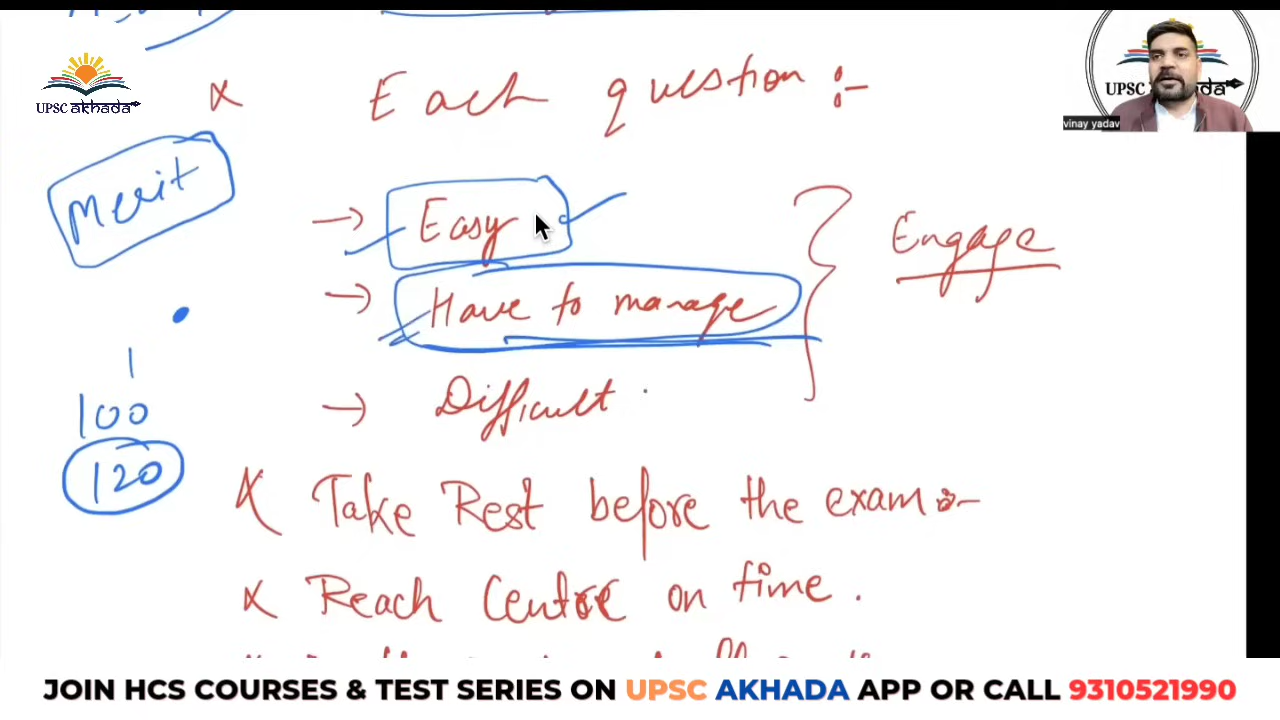 UPSC akhada
UPSC akhada
vinay yadav
x Each question :-
Merit
→ Easy
→ Have to manage
Engage
→ Difficult
1
100
120
x Take Rest before the exam :-
x Reach Centre on time.
JOIN HCS COURSES & TEST SERIES ON UPSC AKHADA APP OR CALL 9310521990